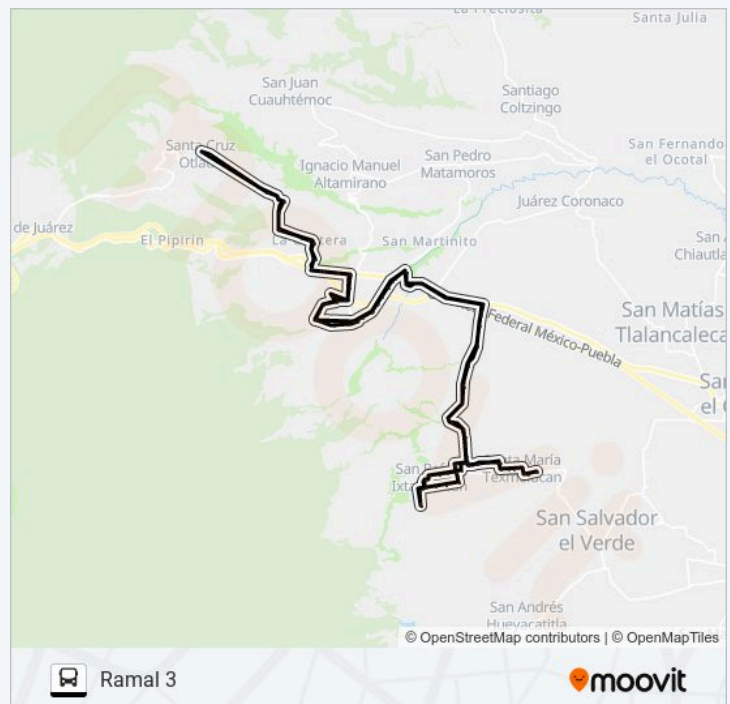 La Preciosita
Santa Julia
San Juan
Cuauhtémoc
Santiago
Coltzingo
Santa Cruz
Ignacio Manuel
Altamirano
San Pedro
Matamoros
San Fernando
el Ocotal
Juárez Coronaco
de Juárez
El Pipirín
San Martinito
San
Chiautla
San Matías
Tlalancaleca
Federal México-Puebla
el
María
San Salvador
el Verde
San Andrés
Hueyacatitla
© OpenStreetMap contributors | © OpenMapTiles
Ramal 3
moovit